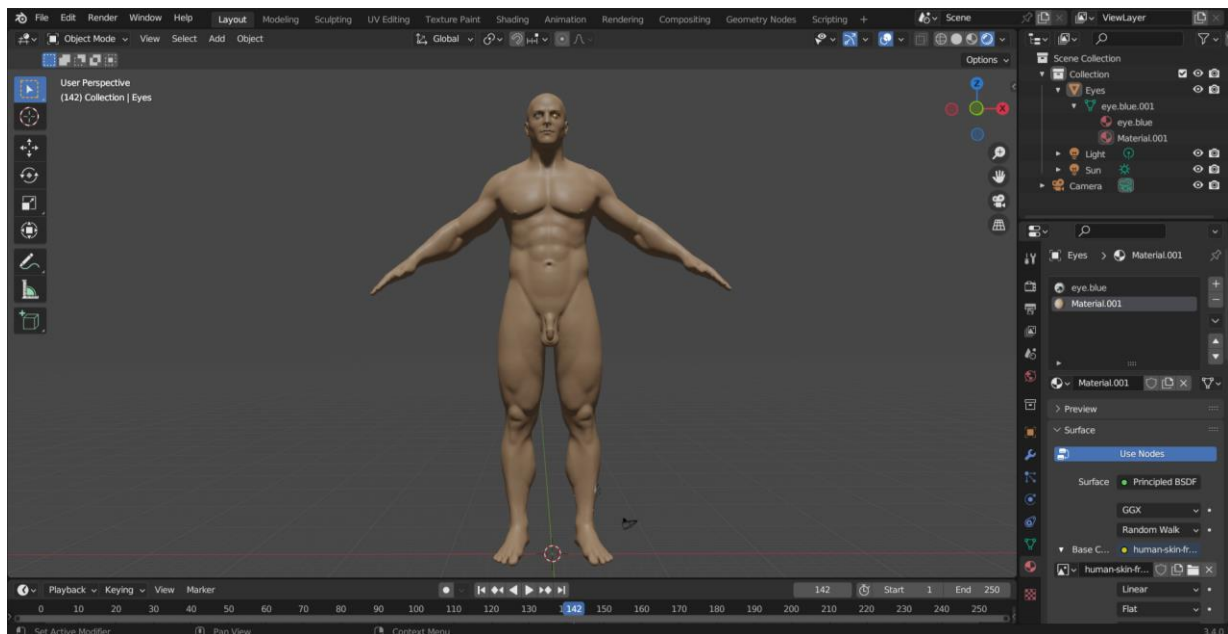 File Edit Render Window Help Layout Modeling Sculpting UV Editing Texture Paint Shading Animation Rendering Compositing Geometry Nodes Scripting + Scene ViewLayer
Object Mode View Select Add Object Global
Options
User Perspective
(142) Collection | Eyes
Z
X
Scene Collection
Collection
Eyes
eye.blue.001
eye.blue
Material.001
Light
Sun
Camera
Eyes > Material.001
eye.blue
Material.001
Material.001
Preview
Surface
Use Nodes
Surface Principled BSDF
GGX
Random Walk
Base C... human-skin-fr...
human-skin-fr...
Linear
Flat
Playback Keying View Marker 142 Start 1 End 250
0 10 20 30 40 50 60 70 80 90 100 110 120 130 142 150 160 170 180 190 200 210 220 230 240 250
Set Active Modifier Pan View Context Menu 3.4.0